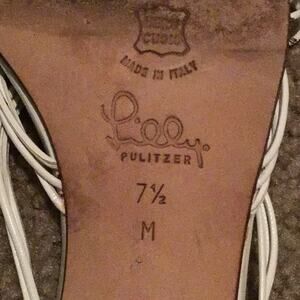 CUOIO
MADE IN ITALY
Lilly.
PULITZER
7½
M